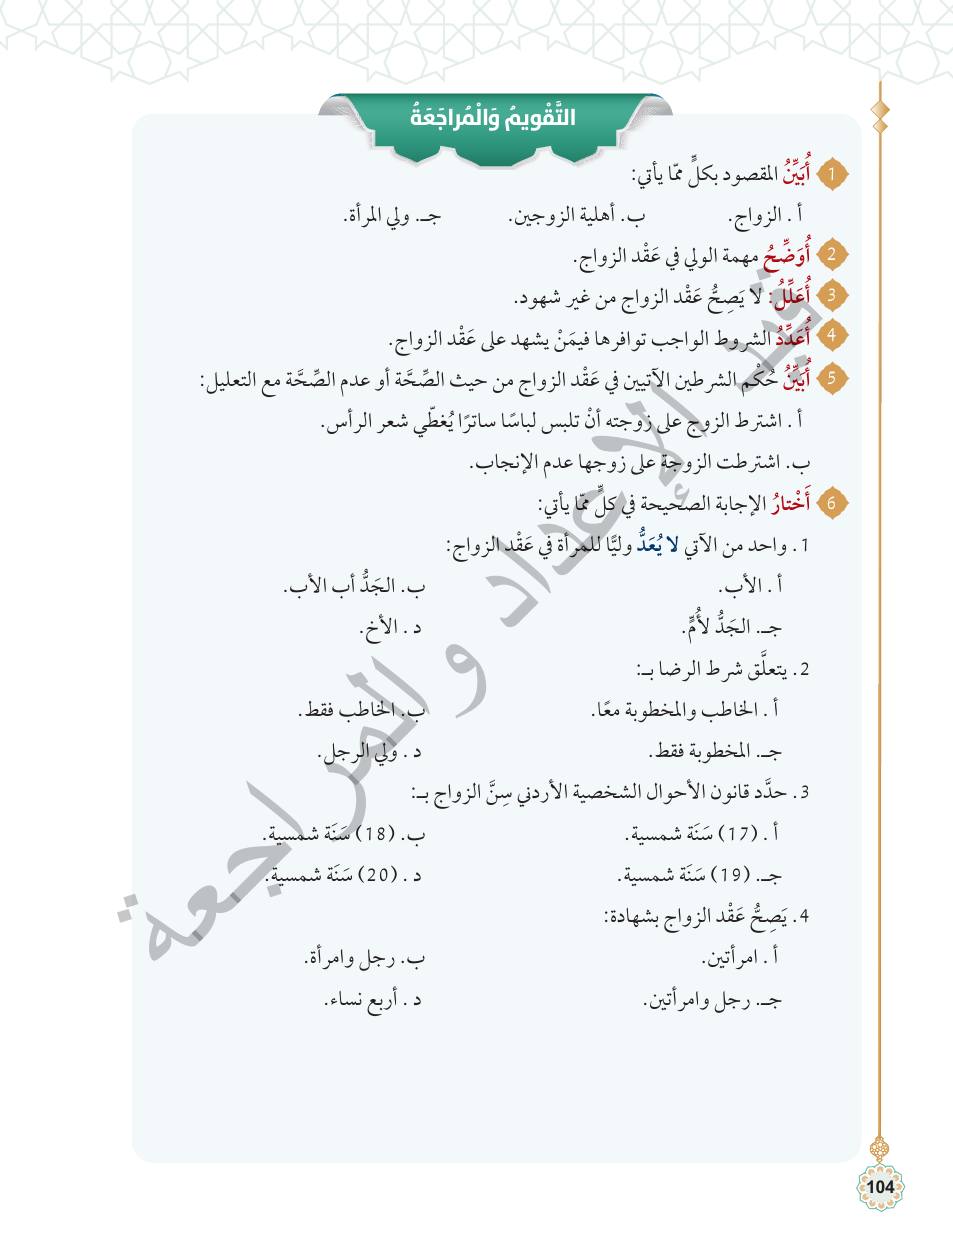 التَّقْويمُ وَالْمُراجَعَةُ
1 أُبَيِّنُ المقصود بكلٍّ ممّا يأتي:
أ . الزواج. ب. أهلية الزوجين. جـ. ولي المرأة.
2 أُوَضِّحُ مهمة الولي في عَقْد الزواج.
3 أُعَلِّلُ: لا يَصِحُّ عَقْد الزواج من غير شهود.
4 أُعَدِّدُ الشروط الواجب توافرها فيمَنْ يشهد على عَقْد الزواج.
5 أُبَيِّنُ حُكْم الشرطين الآتيين في عَقْد الزواج من حيث الصِّحَّة أو عدم الصِّحَّة مع التعليل:
أ . اشترط الزوج على زوجته أنْ تلبس لباسًا ساترًا يُغطّي شعر الرأس.
ب. اشترطت الزوجة على زوجها عدم الإنجاب.
6 أَخْتارُ الإجابة الصحيحة في كلٍّ ممّا يأتي:
1. واحد من الآتي لا يُعَدُّ وليًّا للمرأة في عَقْد الزواج:
أ . الأب. ب. الجَدُّ أب الأب.
جـ. الجَدُّ لأُمٍّ. د . الأخ.
2. يتعلَّق شرط الرضا بـ:
أ . الخاطب والمخطوبة معًا. ب. الخاطب فقط.
جـ. المخطوبة فقط. د . ولي الرجل.
3. حدَّد قانون الأحوال الشخصية الأردني سِنَّ الزواج بـ:
أ . (17) سَنَة شمسية. ب. (18) سَنَة شمسية.
جـ. (19) سَنَة شمسية. د . (20) سَنَة شمسية.
4. يَصِحُّ عَقْد الزواج بشهادة:
أ . امرأتين. ب. رجل وامرأة.
جـ. رجل وامرأتين. د . أربع نساء.
قيد الإعداد والمراجعة
104